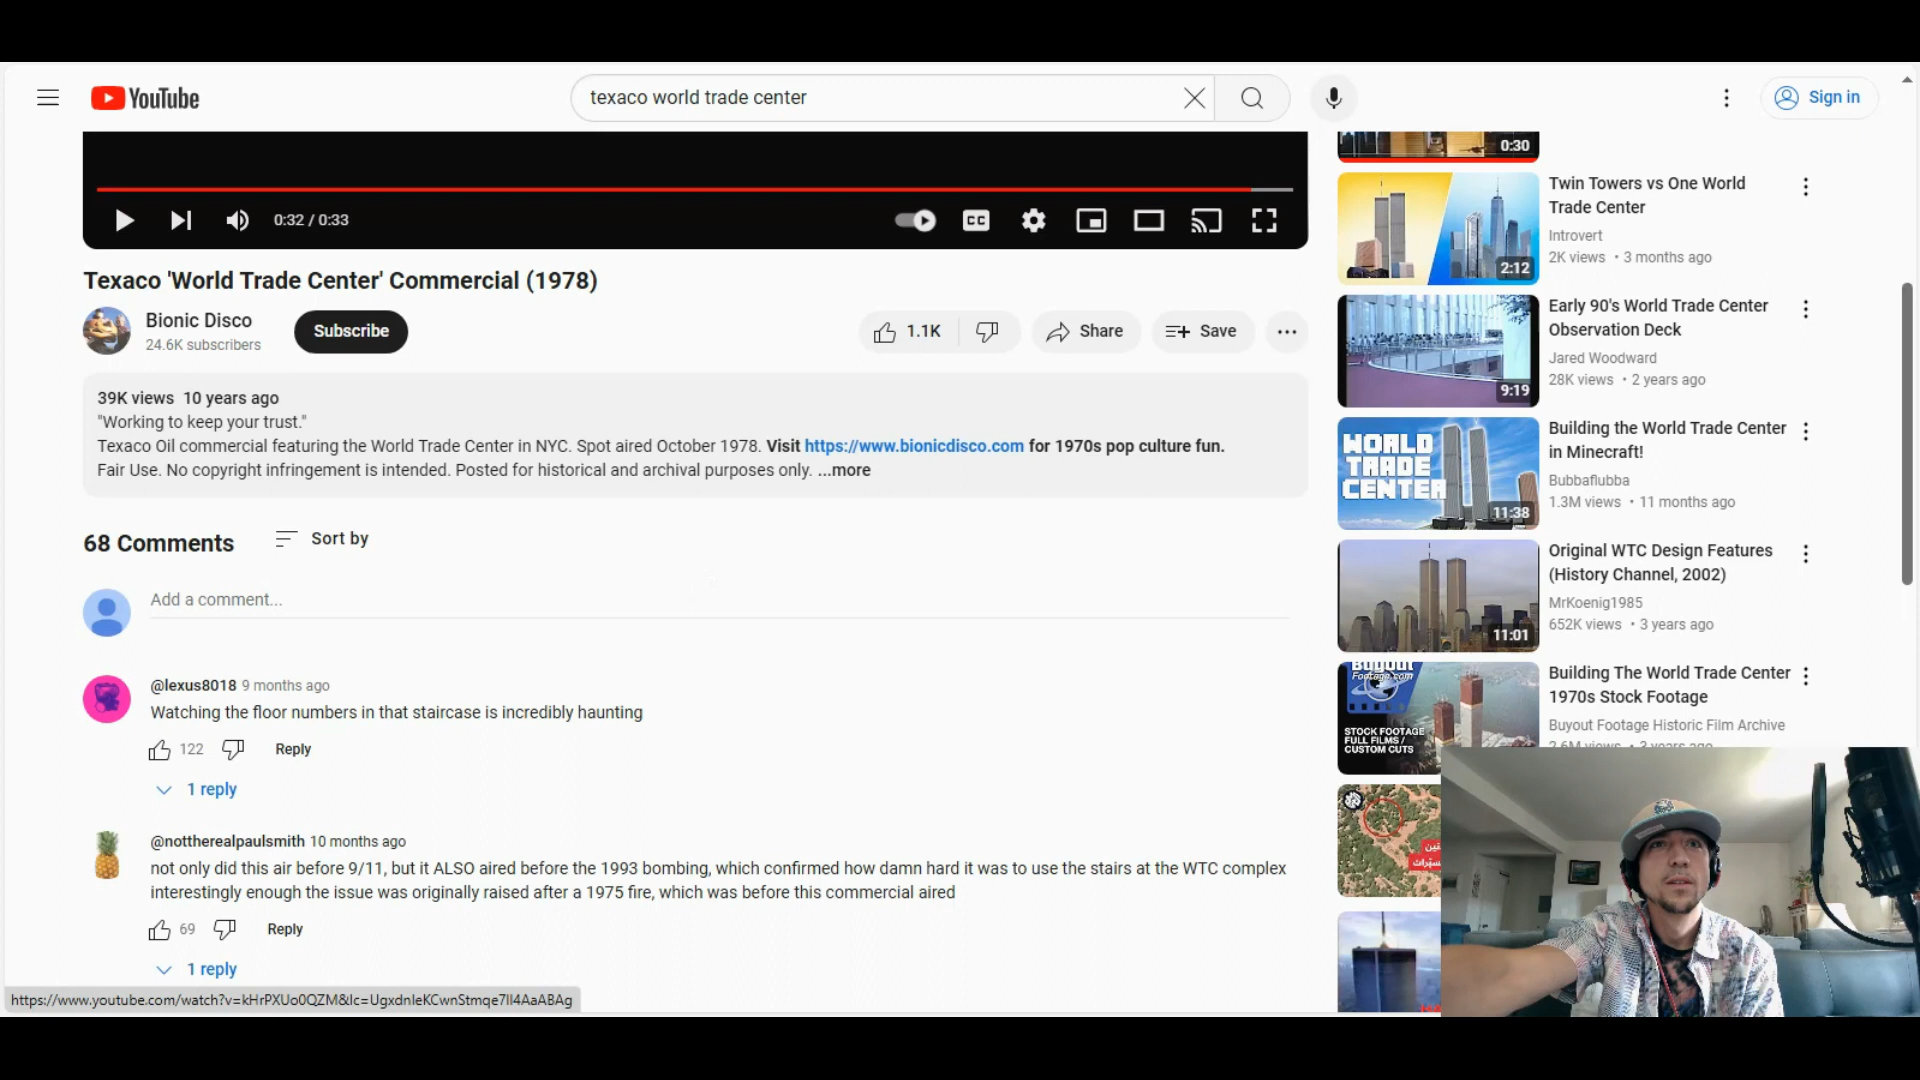 YouTube
texaco world trade center
Sign in
0:32 / 0:33
CC
Texaco 'World Trade Center' Commercial (1978)
Bionic Disco
24.6K subscribers
Subscribe
1.1K
Share
Save
39K views 10 years ago
"Working to keep your trust."
Texaco Oil commercial featuring the World Trade Center in NYC. Spot aired October 1978. Visit https://www.bionicdisco.com for 1970s pop culture fun.
Fair Use. No copyright infringement is intended. Posted for historical and archival purposes only. ...more
68 Comments
Sort by
Add a comment...
@lexus8018 9 months ago
Watching the floor numbers in that staircase is incredibly haunting
122
Reply
1 reply
@nottherealpaulsmith 10 months ago
not only did this air before 9/11, but it ALSO aired before the 1993 bombing, which confirmed how damn hard it was to use the stairs at the WTC complex
interestingly enough the issue was originally raised after a 1975 fire, which was before this commercial aired
69
Reply
1 reply
https://www.youtube.com/watch?v=kHrPXUo0QZM&lc=UgxdnleKCwnStmqe7ll4AaABAg
0:30
2:12
Twin Towers vs One World
Trade Center
Introvert
2K views • 3 months ago
9:19
Early 90's World Trade Center
Observation Deck
Jared Woodward
28K views • 2 years ago
WORLD
TRADE
CENTER
11:38
Building the World Trade Center
in Minecraft!
Bubbaflubba
1.3M views • 11 months ago
11:01
Original WTC Design Features
(History Channel, 2002)
MrKoenig1985
652K views • 3 years ago
Buyout
Footage.com
STOCK FOOTAGE
FULL FILMS /
CUSTOM CUTS
Building The World Trade Center
1970s Stock Footage
Buyout Footage Historic Film Archive
2.6M views • 3 years ago